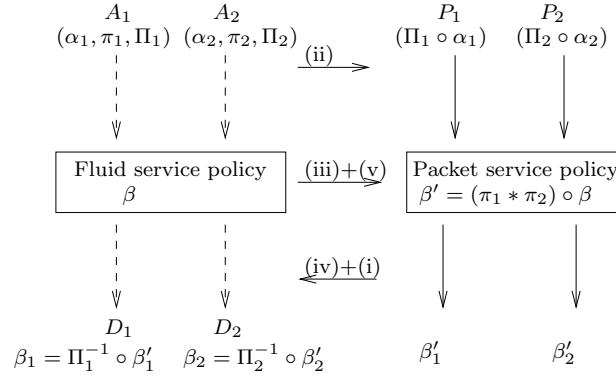 A₁ A₂ P₁ P₂
(α₁, π₁, Π₁) (α₂, π₂, Π₂) (Π₁ ∘ α₁) (Π₂ ∘ α₂)
(ii)
Fluid service policy (iii)+(v) Packet service policy
β β′ = (π₁ ∗ π₂) ∘ β
(iv)+(i)
D₁ D₂
β₁ = Π₁⁻¹ ∘ β′₁ β₂ = Π₂⁻¹ ∘ β′₂ β′₁ β′₂